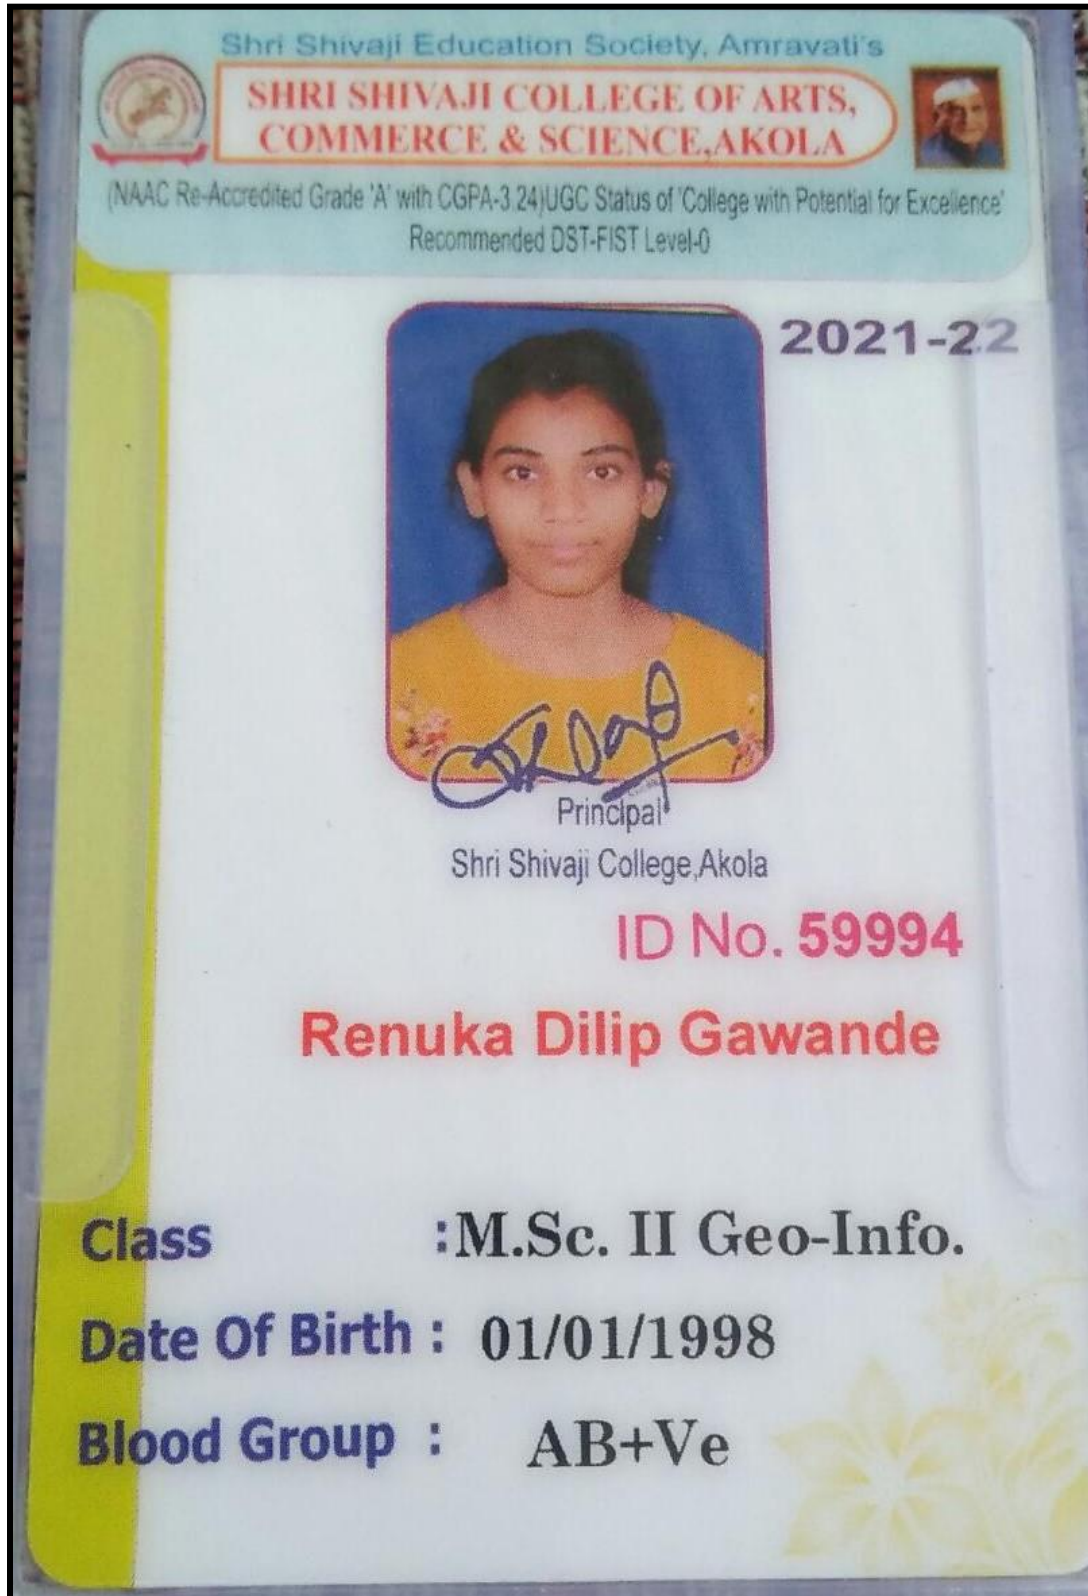 Shri Shivaji Education Society, Amravati's
SHRI SHIVAJI COLLEGE OF ARTS,
COMMERCE & SCIENCE,AKOLA
(NAAC Re-Accredited Grade 'A' with CGPA-3.24)UGC Status of 'College with Potential for Excellence'
Recommended DST-FIST Level-0
2021-22
Principal
Shri Shivaji College,Akola
ID No. 59994
Renuka Dilip Gawande
Class :M.Sc. II Geo-Info.
Date Of Birth : 01/01/1998
Blood Group : AB+Ve